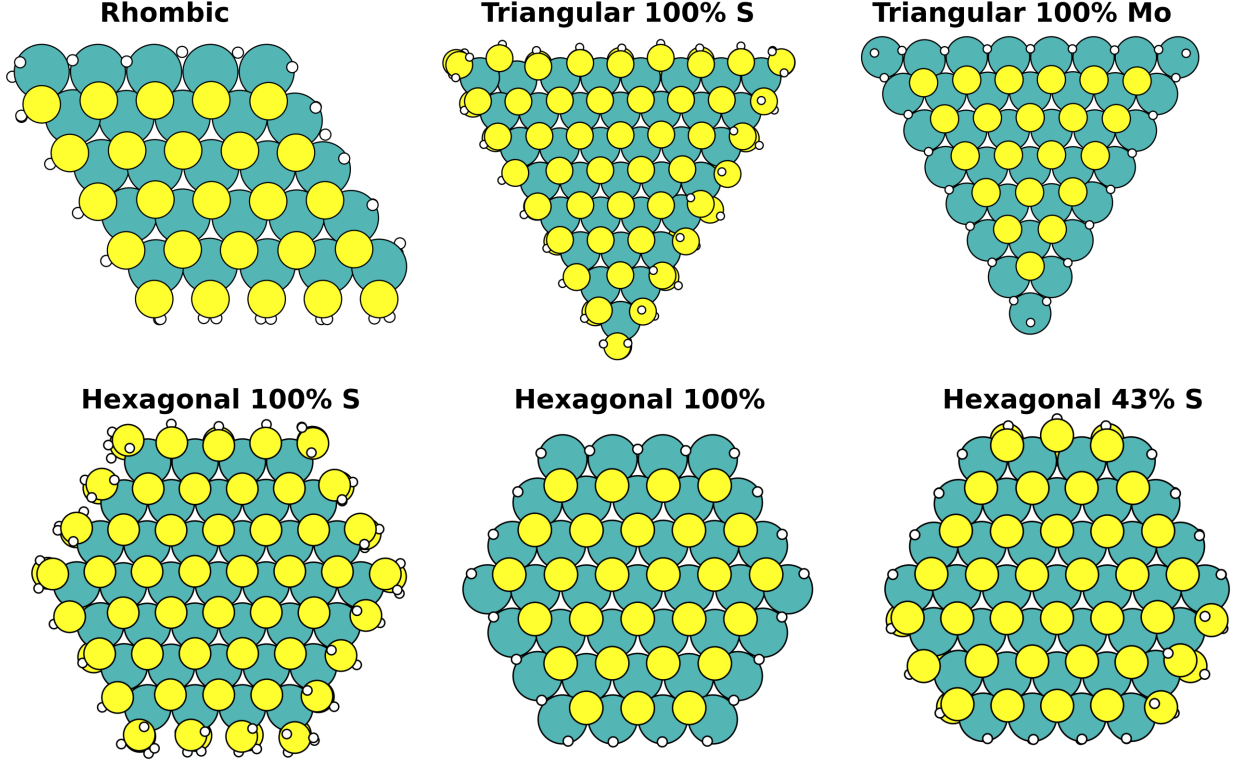 Rhombic
Triangular 100% S
Triangular 100% Mo
Hexagonal 100% S
Hexagonal 100%
Hexagonal 43% S